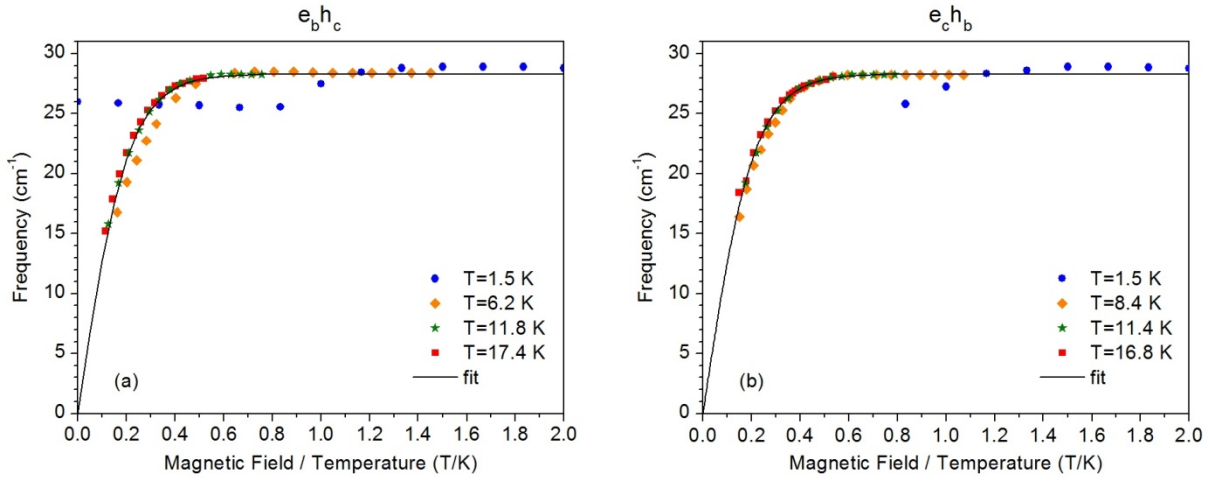 e_b h_c
Frequency (cm⁻¹)
30
25
20
15
10
5
0
T=1.5 K
T=6.2 K
T=11.8 K
T=17.4 K
fit
(a)
0.0 0.2 0.4 0.6 0.8 1.0 1.2 1.4 1.6 1.8 2.0
Magnetic Field / Temperature (T/K)
e_c h_b
Frequency (cm⁻¹)
30
25
20
15
10
5
0
T=1.5 K
T=8.4 K
T=11.4 K
T=16.8 K
fit
(b)
0.0 0.2 0.4 0.6 0.8 1.0 1.2 1.4 1.6 1.8 2.0
Magnetic Field / Temperature (T/K)